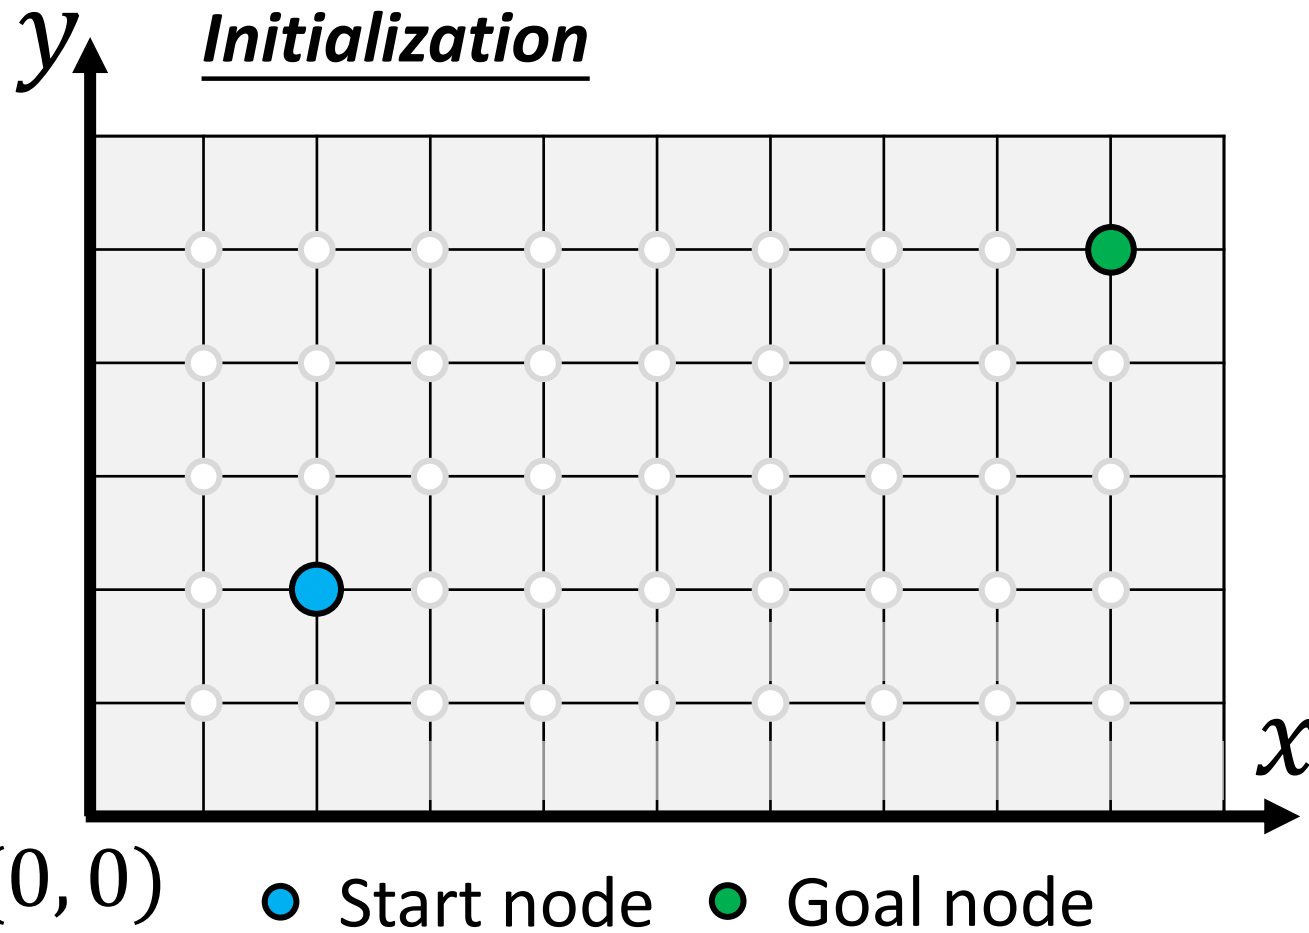 y
Initialization
x
(0, 0)
Start node
Goal node